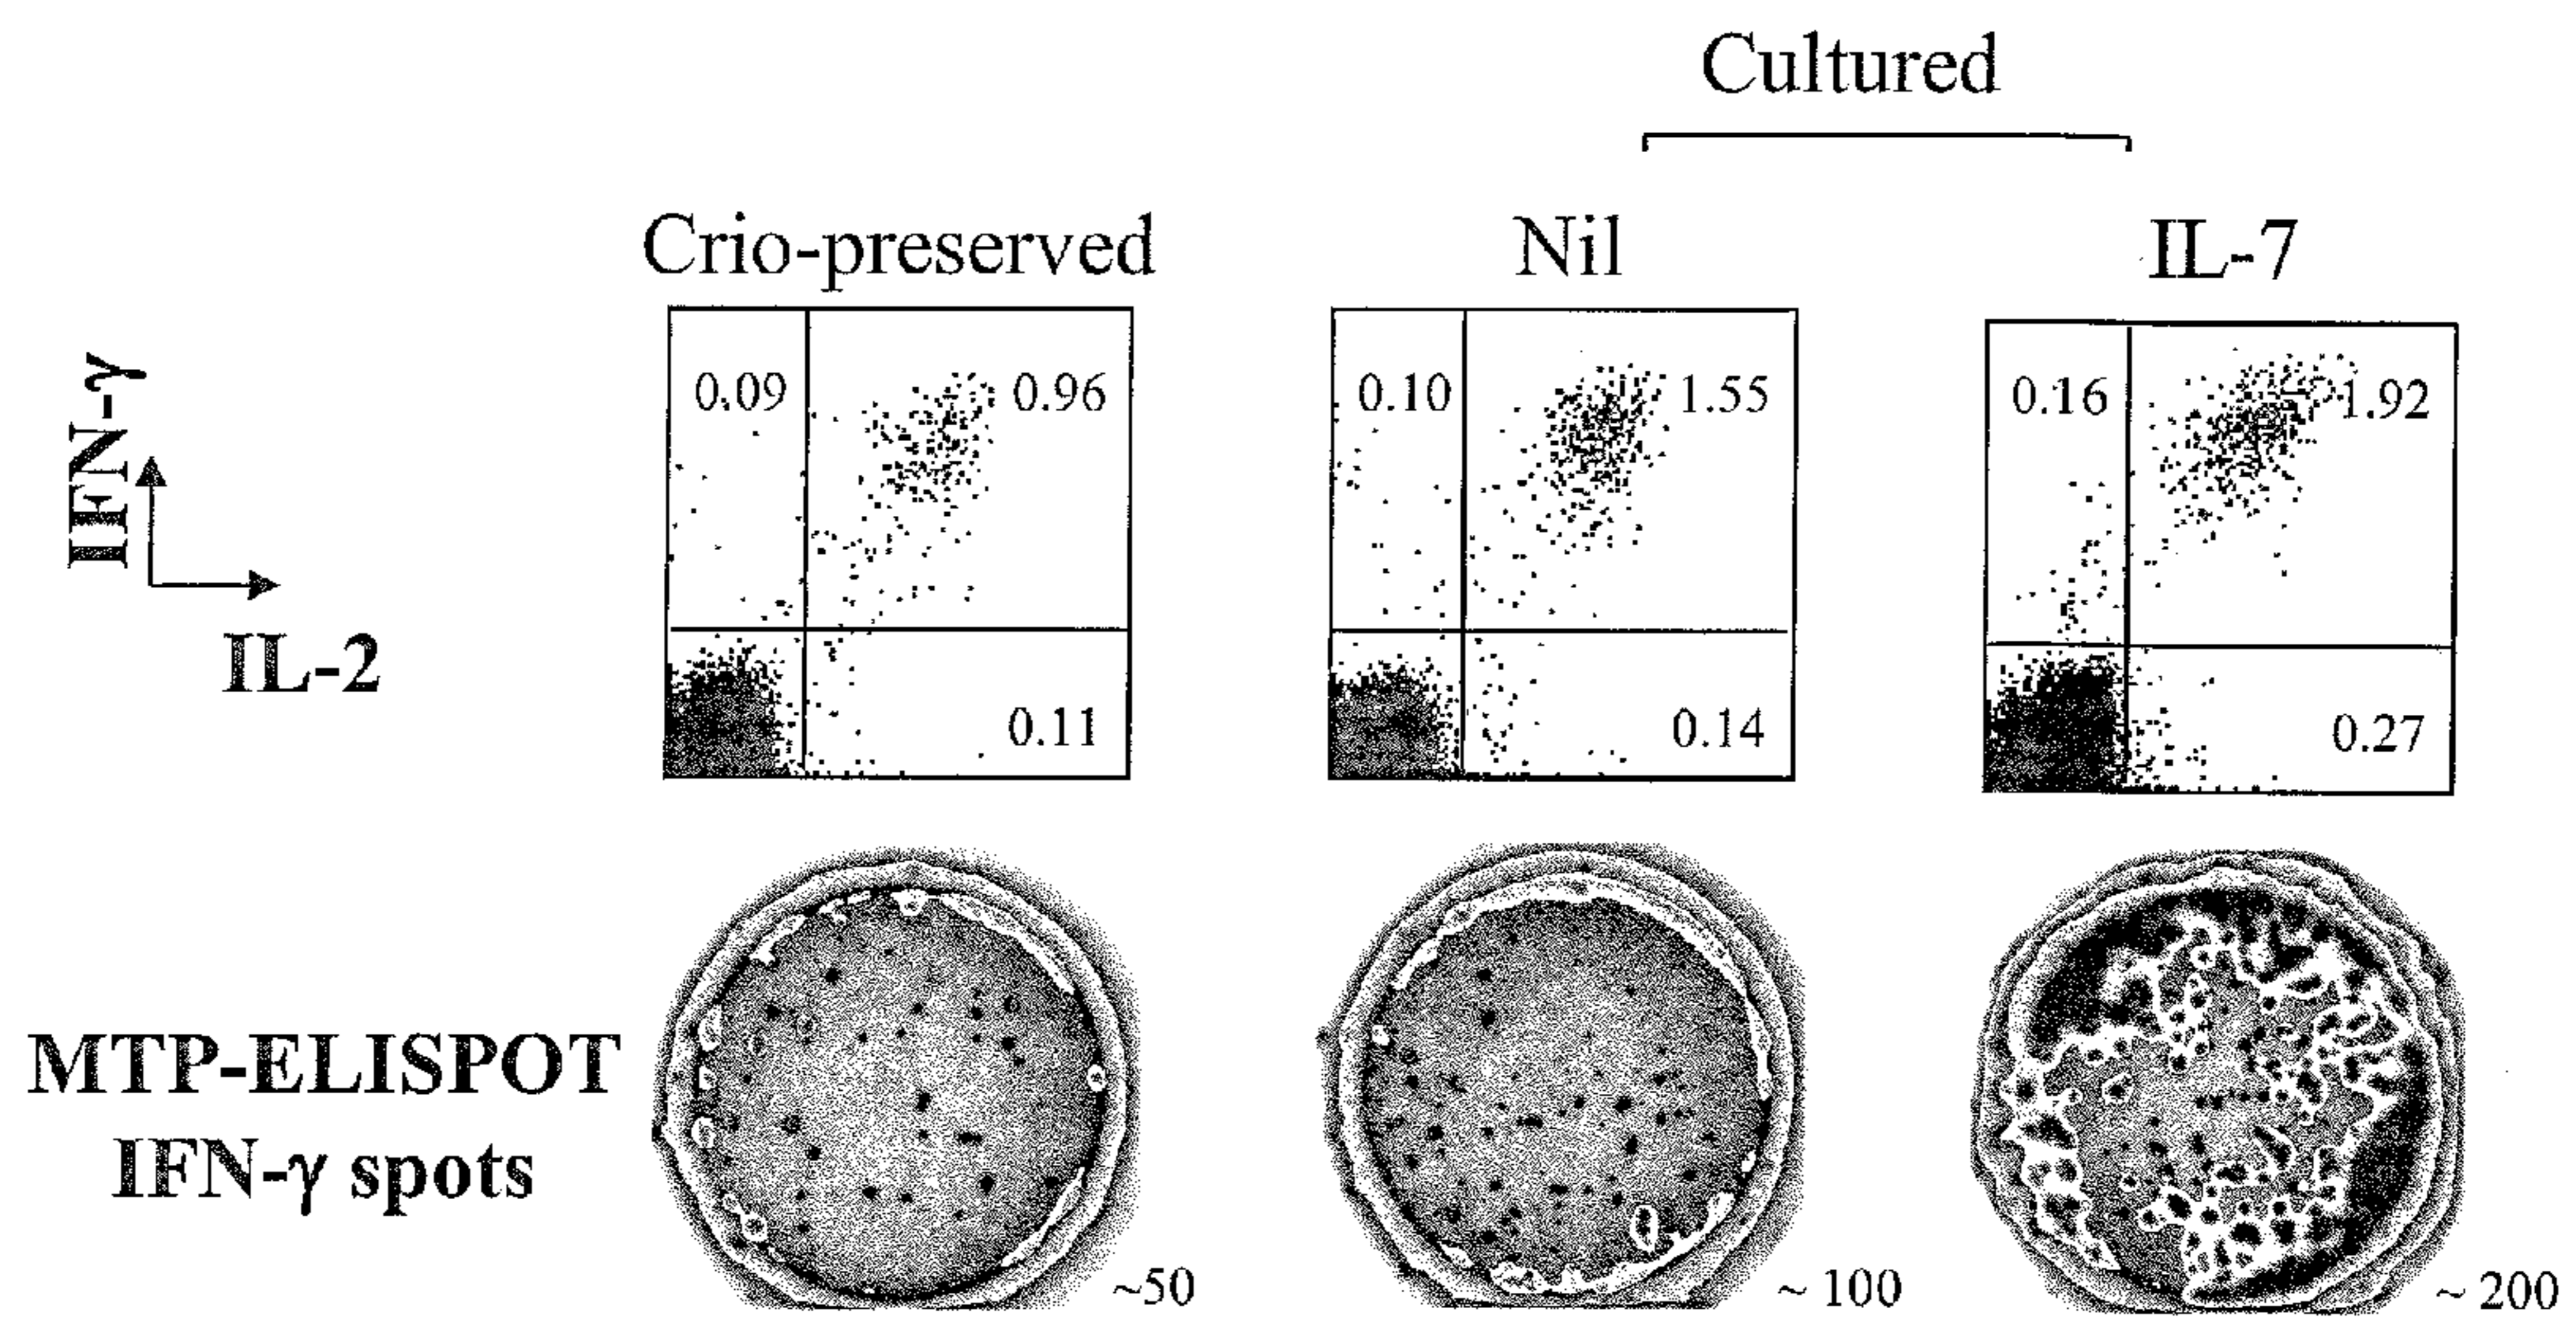 Cultured
Crio-preserved Nil IL-7
IFN-γ
IL-2
0.09 0.96
0.11
0.10 1.55
0.14
0.16 1.92
0.27
MTP-ELISPOT
IFN-γ spots
~50
~ 100
~ 200